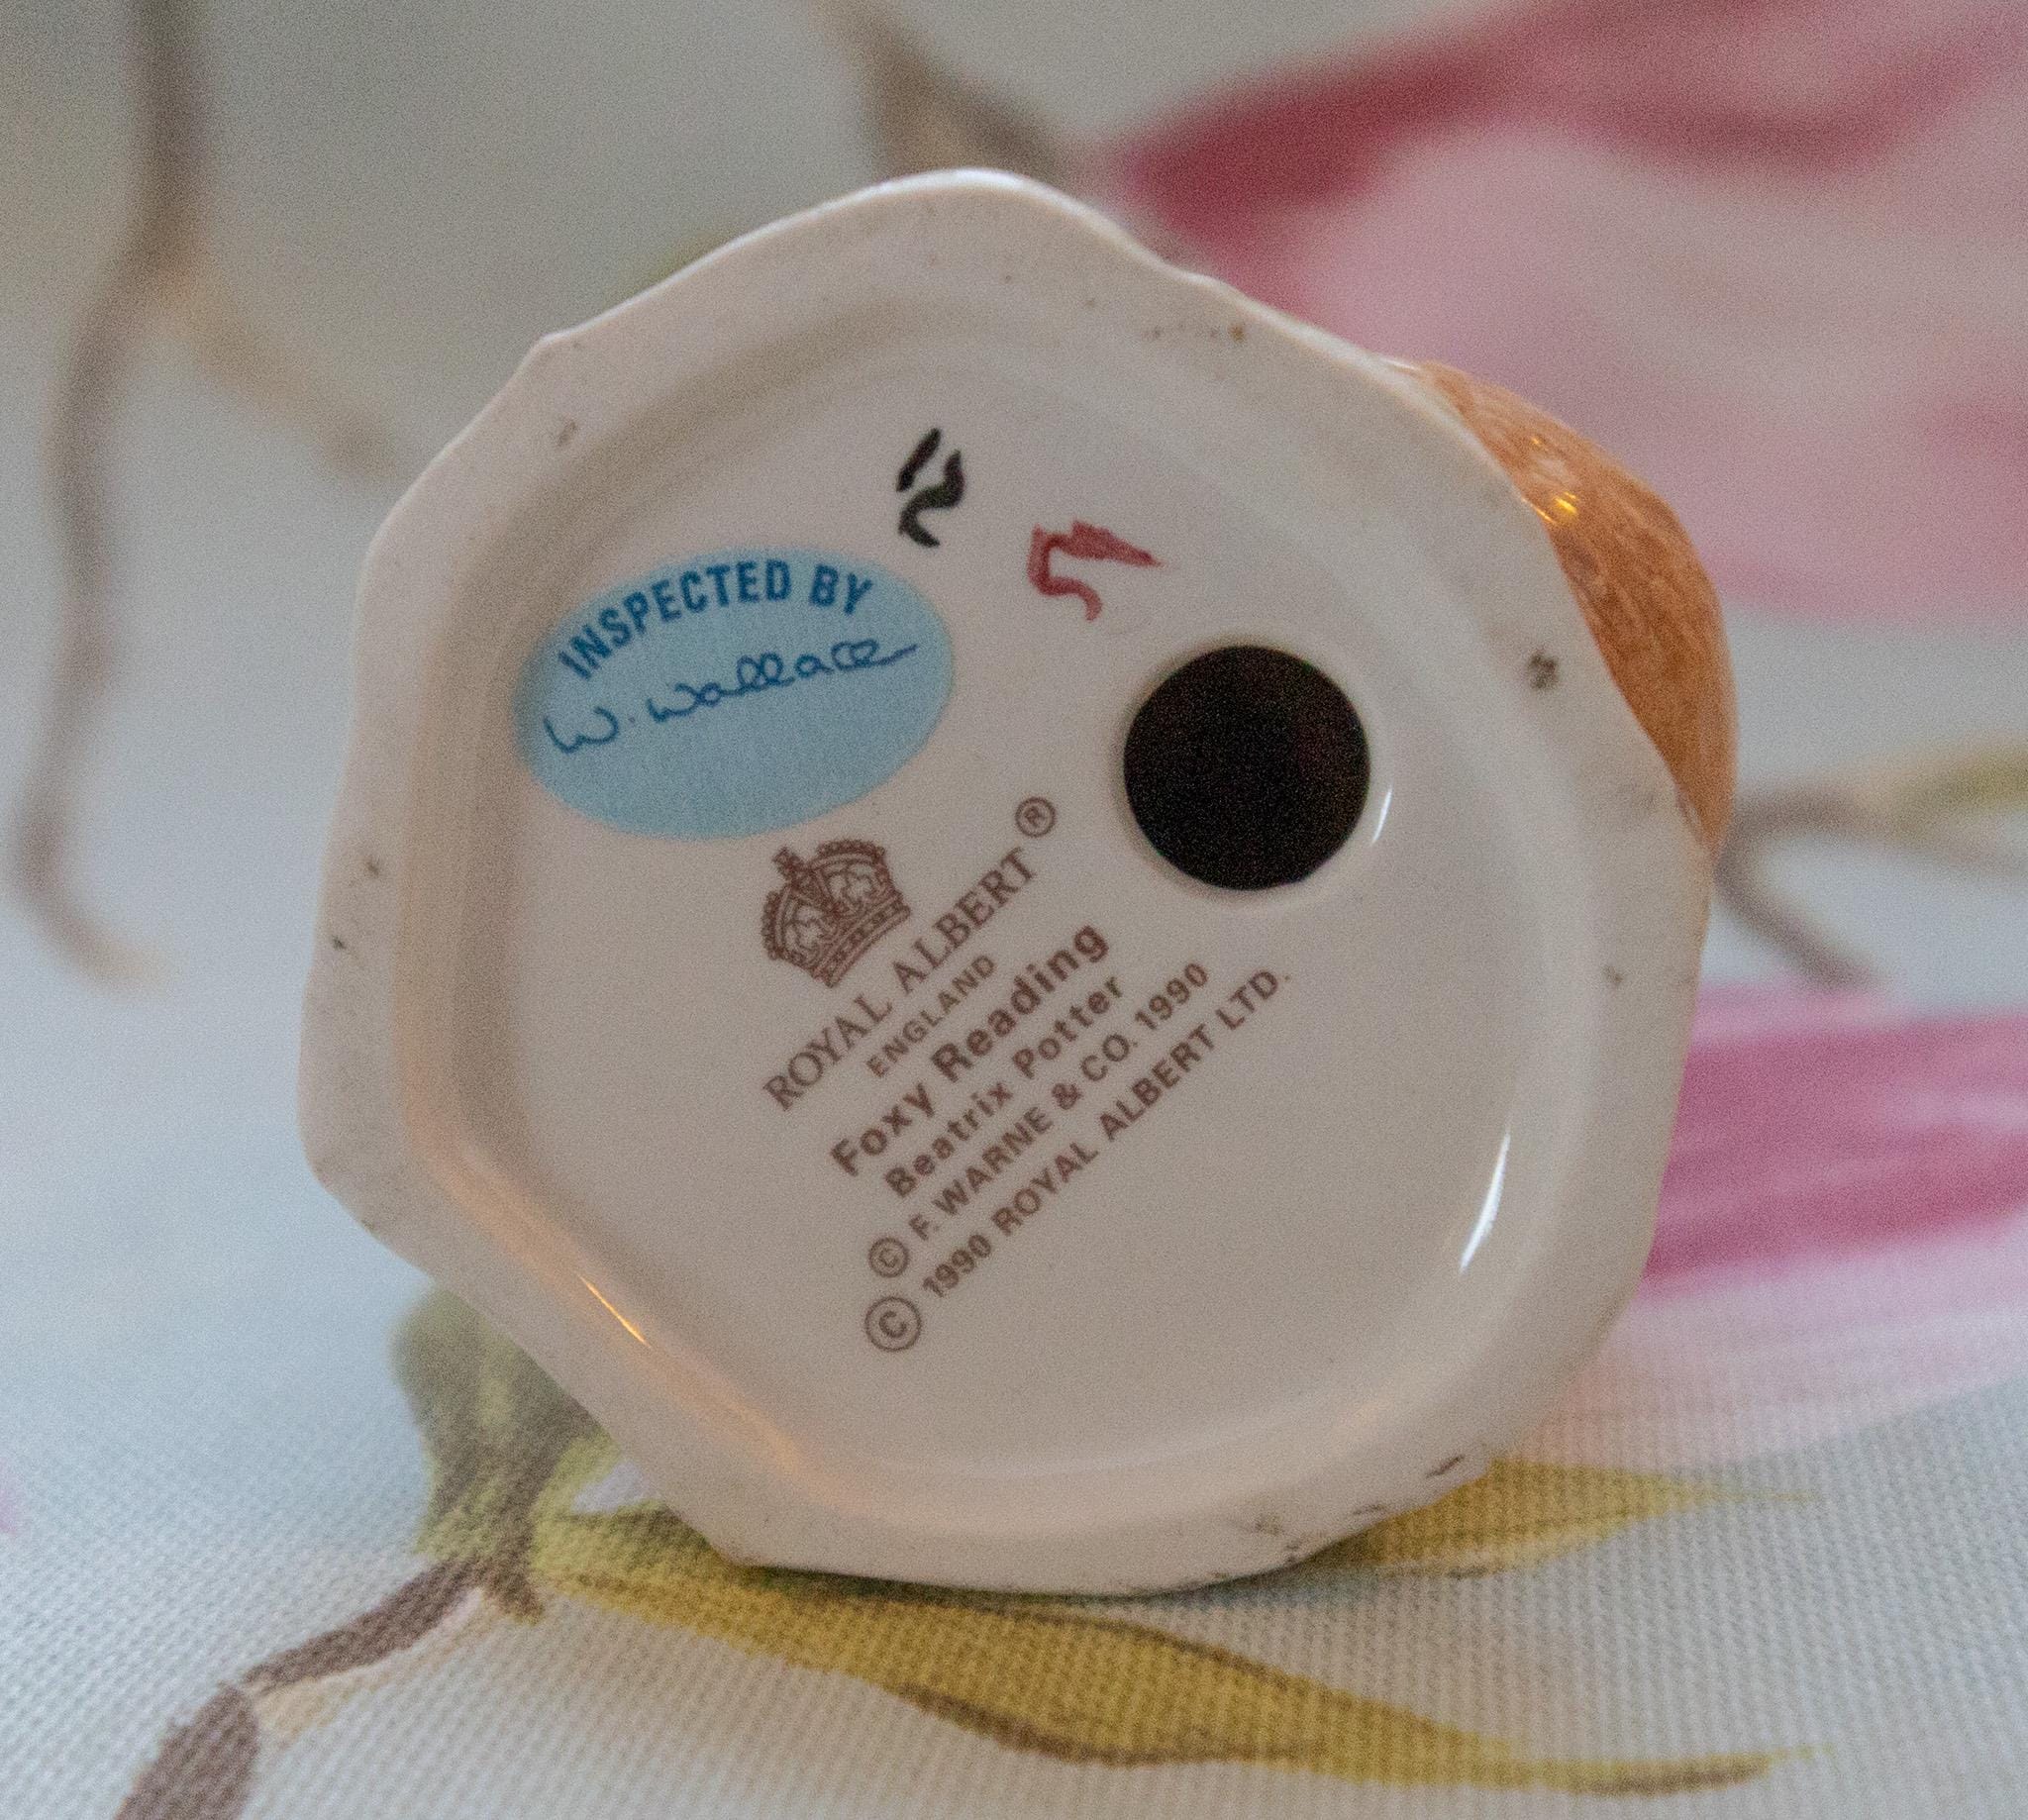 INSPECTED BY
W. Wallace
ROYAL ALBERT ®
ENGLAND
Foxy Reading
Beatrix Potter
© F. WARNE & CO. 1990
© 1990 ROYAL ALBERT LTD.